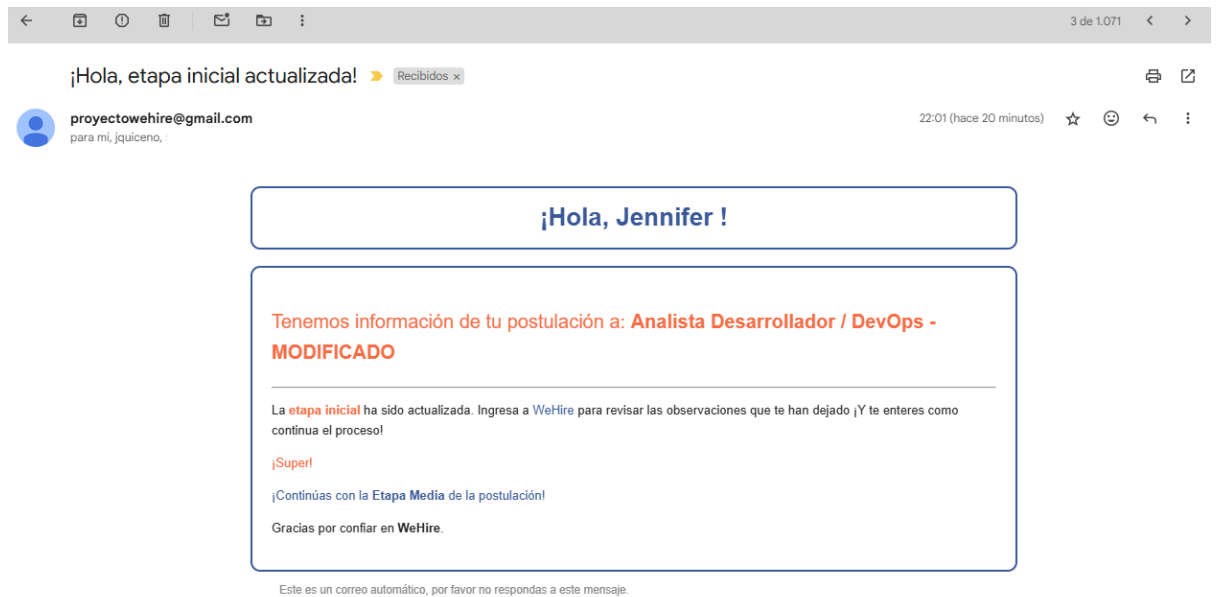 3 de 1.071
¡Hola, etapa inicial actualizada!
Recibidos ×
proyectowehire@gmail.com
22:01 (hace 20 minutos)
para mí, jquiceno,
¡Hola, Jennifer !
Tenemos información de tu postulación a: Analista Desarrollador / DevOps -
MODIFICADO
La etapa inicial ha sido actualizada. Ingresa a WeHire para revisar las observaciones que te han dejado ¡Y te enteres como
continua el proceso!
¡Super!
¡Continúas con la Etapa Media de la postulación!
Gracias por confiar en WeHire.
Este es un correo automático, por favor no respondas a este mensaje.